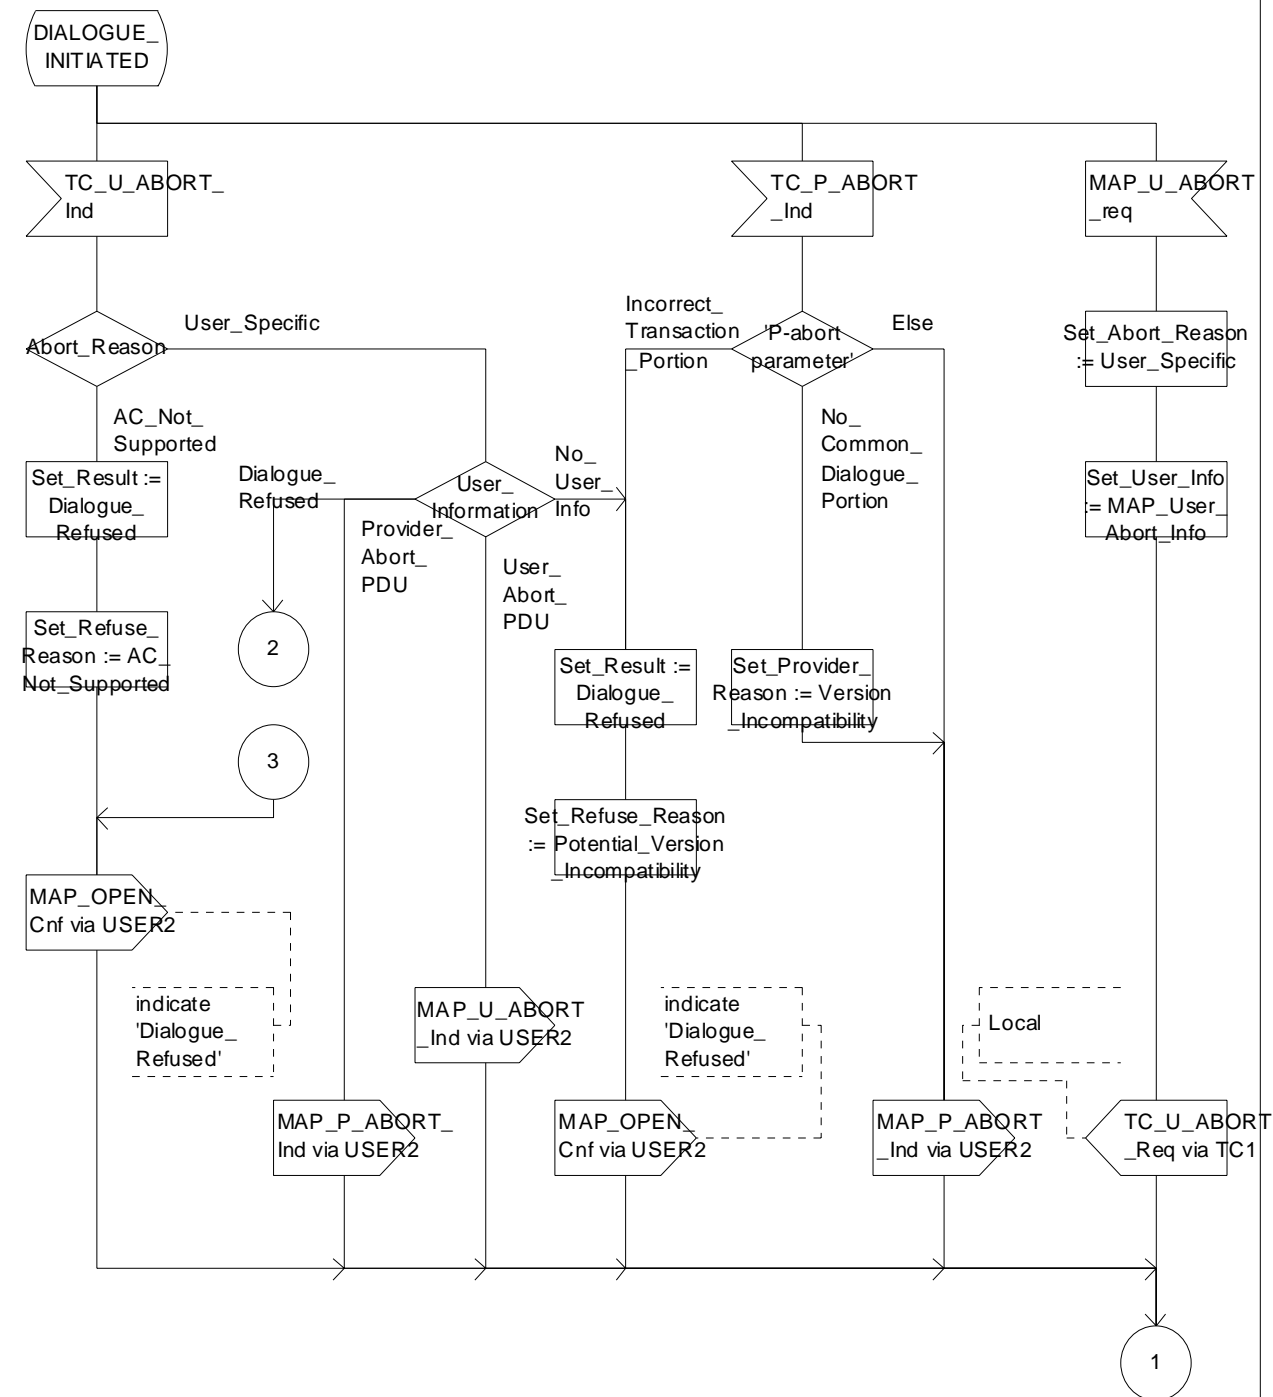 DIALOGUE_
INITIATED
TC_U_ABORT_
Ind
TC_P_ABORT
_Ind
MAP_U_ABORT
_req
Abort_Reason
User_Specific
Incorrect_
Transaction
_Portion
'P-abort
parameter'
Else
Set_Abort_Reason
:= User_Specific
AC_Not_
Supported
No_
Common_
Dialogue_
Portion
Set_Result :=
Dialogue_
Refused
Dialogue_
Refused
User_
Information
No_
User_
Info
Set_User_Info
:= MAP_User_
Abort_Info
Provider_
Abort_
PDU
User_
Abort_
PDU
Set_Refuse_
Reason := AC_
Not_Supported
2
Set_Result :=
Dialogue_
Refused
Set_Provider_
Reason := Version
_Incompatibility
3
Set_Refuse_Reason
:= Potential_Version
_Incompatibility
MAP_OPEN_
Cnf via USER2
indicate
'Dialogue_
Refused'
MAP_U_ABORT
_Ind via USER2
indicate
'Dialogue_
Refused'
Local
MAP_P_ABORT_
Ind via USER2
MAP_OPEN_
Cnf via USER2
MAP_P_ABORT
_Ind via USER2
TC_U_ABORT
_Req via TC1
1